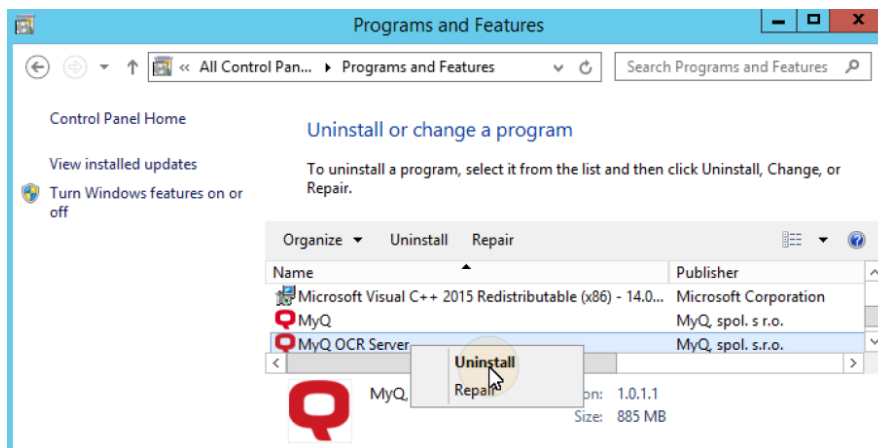 Programs and Features
« All Control Pan... ▸ Programs and Features
Search Programs and Features
Control Panel Home
View installed updates
Turn Windows features on or
off
Uninstall or change a program
To uninstall a program, select it from the list and then click Uninstall, Change, or
Repair.
Organize Uninstall Repair
Name Publisher
Microsoft Visual C++ 2015 Redistributable (x86) - 14.0... Microsoft Corporation
MyQ MyQ, spol. s r.o.
MyQ OCR Server MyQ, spol. s.r.o.
Uninstall
Repair
MyQ, on: 1.0.1.1
Size: 885 MB